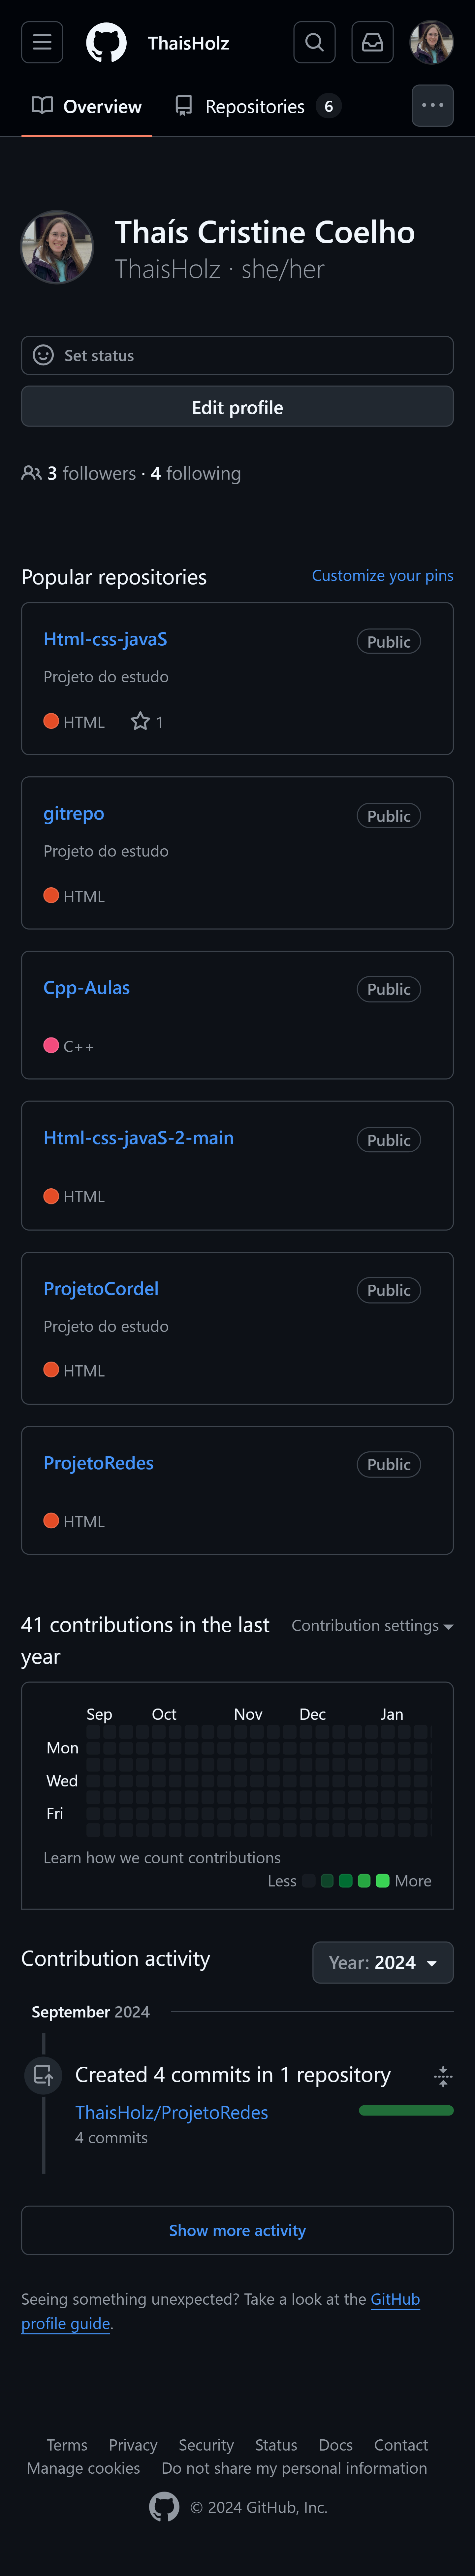 ThaisHolz
Overview Repositories 6
Thaís Cristine Coelho
ThaisHolz · she/her
Set status
Edit profile
3 followers · 4 following
Popular repositories Customize your pins
Html-css-javaS Public
Projeto do estudo
HTML 1
gitrepo Public
Projeto do estudo
HTML
Cpp-Aulas Public
C++
Html-css-javaS-2-main Public
HTML
ProjetoCordel Public
Projeto do estudo
HTML
ProjetoRedes Public
HTML
41 contributions in the last Contribution settings
year
Sep Oct Nov Dec Jan
Mon
Wed
Fri
Learn how we count contributions
Less More
Contribution activity Year: 2024
September 2024
Created 4 commits in 1 repository
ThaisHolz/ProjetoRedes
4 commits
Show more activity
Seeing something unexpected? Take a look at the GitHub
profile guide.
Terms Privacy Security Status Docs Contact
Manage cookies Do not share my personal information
© 2024 GitHub, Inc.